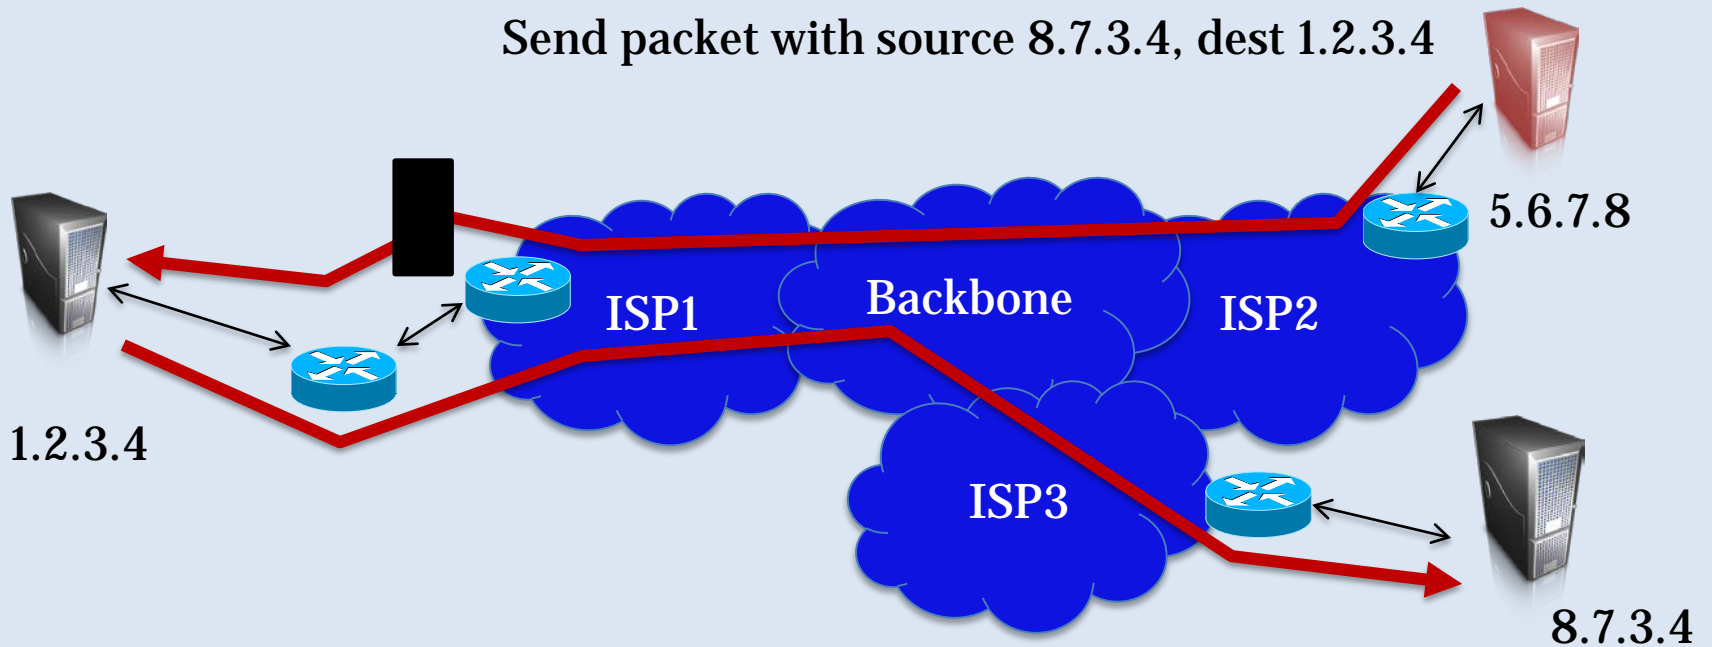 Send packet with source 8.7.3.4, dest 1.2.3.4
5.6.7.8
Backbone
ISP1
ISP2
1.2.3.4
ISP3
8.7.3.4